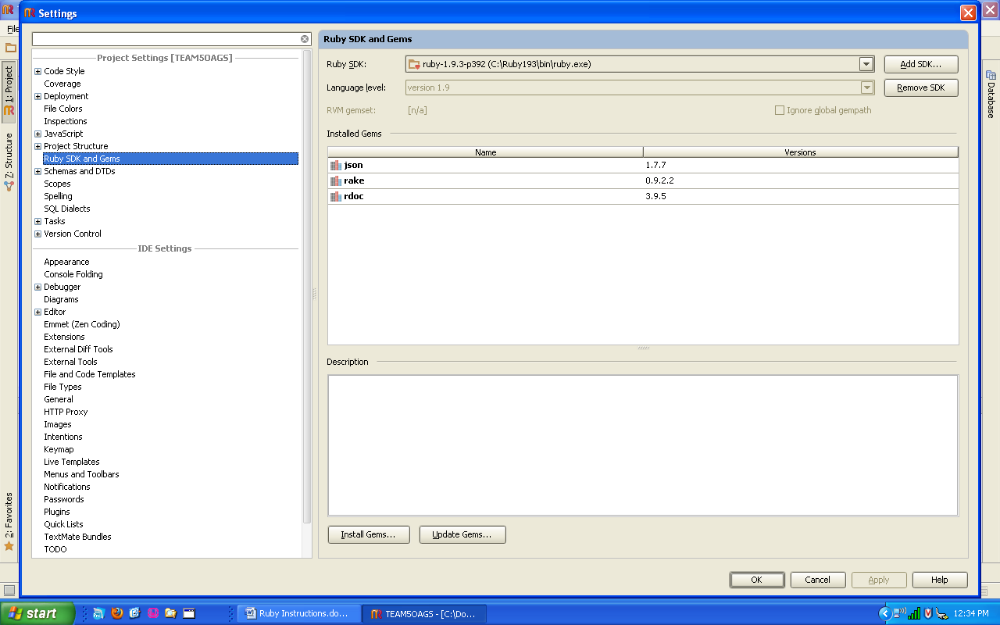 Settings
File
1: Project
Z: Structure
2: Favorites
Project Settings [TEAM5OAGS]
Code Style
Coverage
Deployment
File Colors
Inspections
JavaScript
Project Structure
Ruby SDK and Gems
Schemas and DTDs
Scopes
Spelling
SQL Dialects
Tasks
Version Control
IDE Settings
Appearance
Console Folding
Debugger
Diagrams
Editor
Emmet (Zen Coding)
Extensions
External Diff Tools
External Tools
File and Code Templates
File Types
General
HTTP Proxy
Images
Intentions
Keymap
Live Templates
Menus and Toolbars
Notifications
Passwords
Plugins
Quick Lists
TextMate Bundles
TODO
Ruby SDK and Gems
Ruby SDK: ruby-1.9.3-p392 (C:\Ruby193\bin\ruby.exe) Add SDK...
Language level: version 1.9 Remove SDK
RVM gemset: [n/a] Ignore global gempath
Installed Gems
Name Versions
json 1.7.7
rake 0.9.2.2
rdoc 3.9.5
Description
Install Gems... Update Gems...
OK Cancel Apply Help
Database
start Ruby Instructions.do... TEAM5OAGS - [C:\Do... 12:34 PM